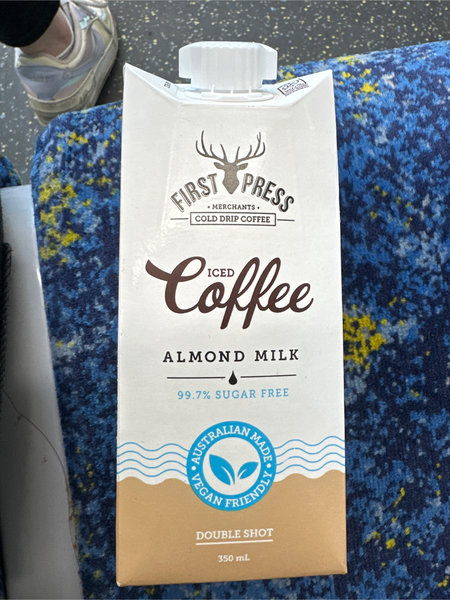 FIRST PRESS
• MERCHANTS •
COLD DRIP COFFEE
ICED
Coffee
ALMOND MILK
99.7% SUGAR FREE
• AUSTRALIAN MADE •
VEGAN FRIENDLY
DOUBLE SHOT
350 mL